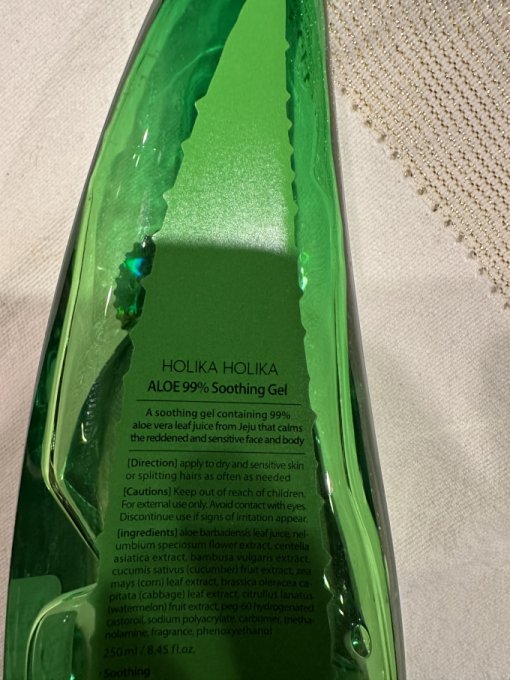 HOLIKA HOLIKA
ALOE 99% Soothing Gel
A soothing gel containing 99%
aloe vera leaf juice from Jeju that calms
the reddened and sensitive face and body
[Direction] apply to dry and sensitive skin
or splitting hairs as often as needed
[Cautions] Keep out of reach of children.
For external use only. Avoid contact with eyes.
Discontinue use if signs of irritation appear.
[ingredients] aloe barbadensis leaf juice, nel-
umbium speciosum flower extract, centella
asiatica extract, bambusa vulgaris extract,
cucumis sativus (cucumber) fruit extract, zea
mays (corn) leaf extract, brassica oleracea ca-
pitata (cabbage) leaf extract, citrullus lanatus
(watermelon) fruit extract, peg-60 hydrogenated
castoroil, sodium polyacrylate, carbomer, trietha-
nolamine, fragrance, phenoxyethanol
250ml / 8.45 fl.oz.
Soothing